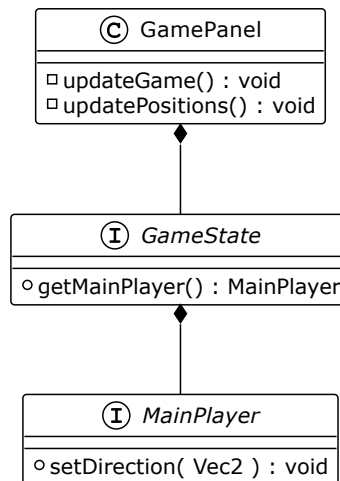 C GamePanel
updateGame() : void
updatePositions() : void
I GameState
getMainPlayer() : MainPlayer
I MainPlayer
setDirection( Vec2 ) : void